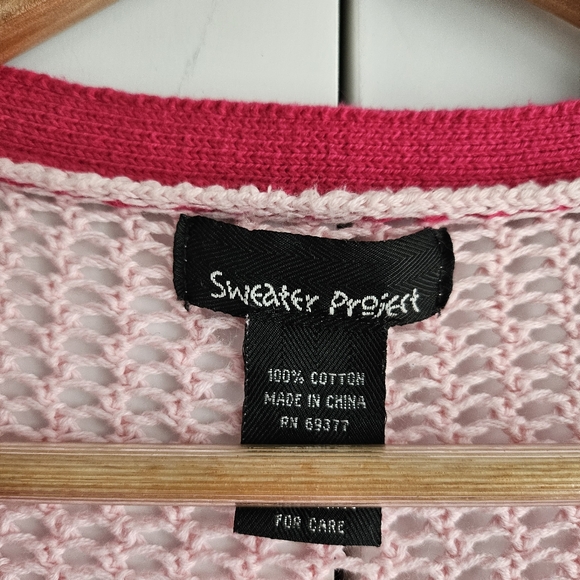 Sweater Project
100% COTTON
MADE IN CHINA
RN 69377
FOR CARE